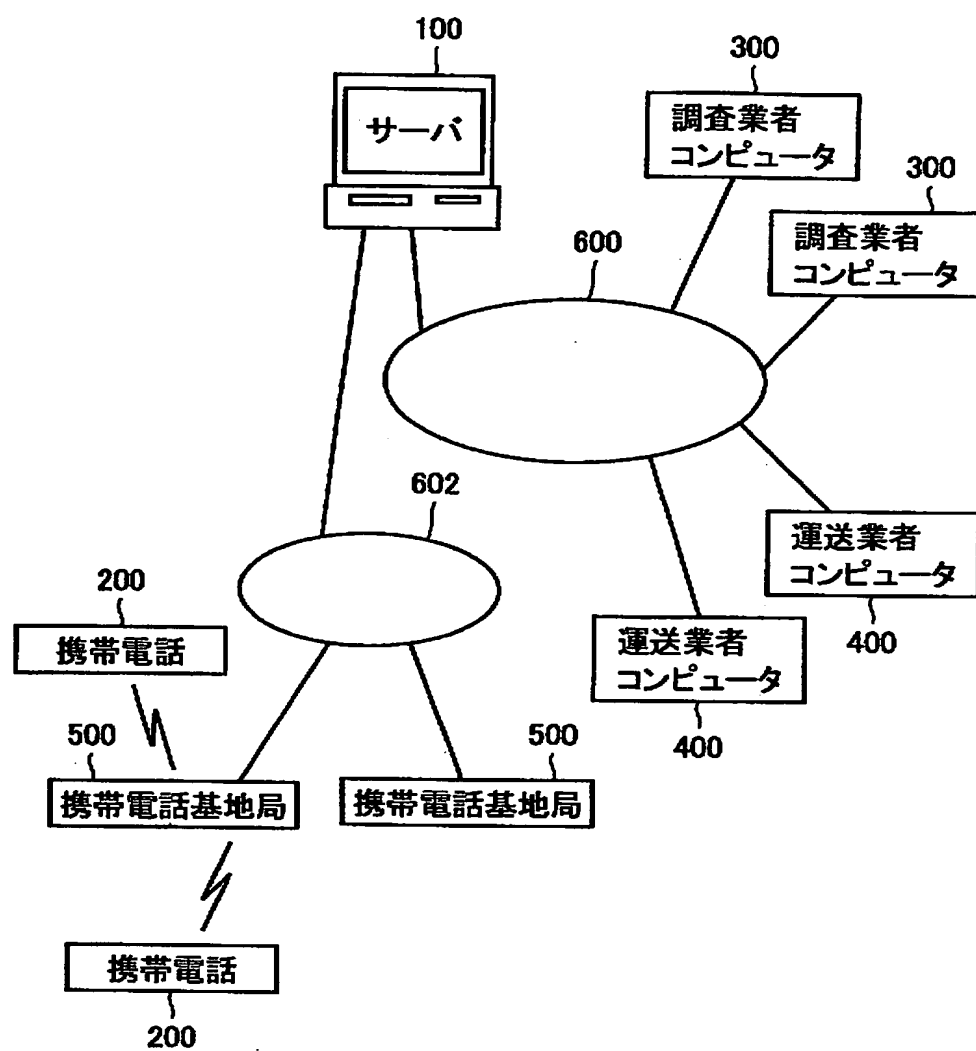 100
サーバ
300
調査業者
コンピュータ
300
調査業者
コンピュータ
600
602
運送業者
コンピュータ
400
運送業者
コンピュータ
400
200
携帯電話
500
携帯電話基地局
500
携帯電話基地局
携帯電話
200